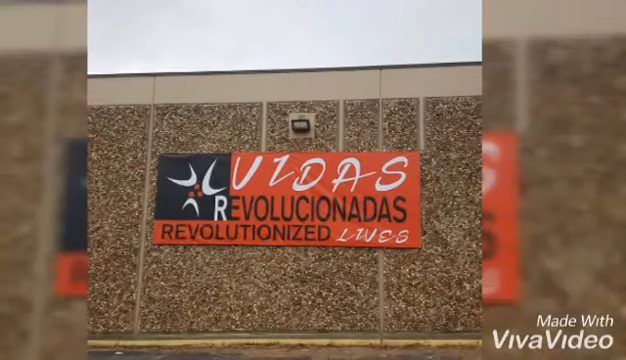 VIDAS
REVOLUCIONADAS
REVOLUTIONIZED LIVES
Made With
VivaVideo